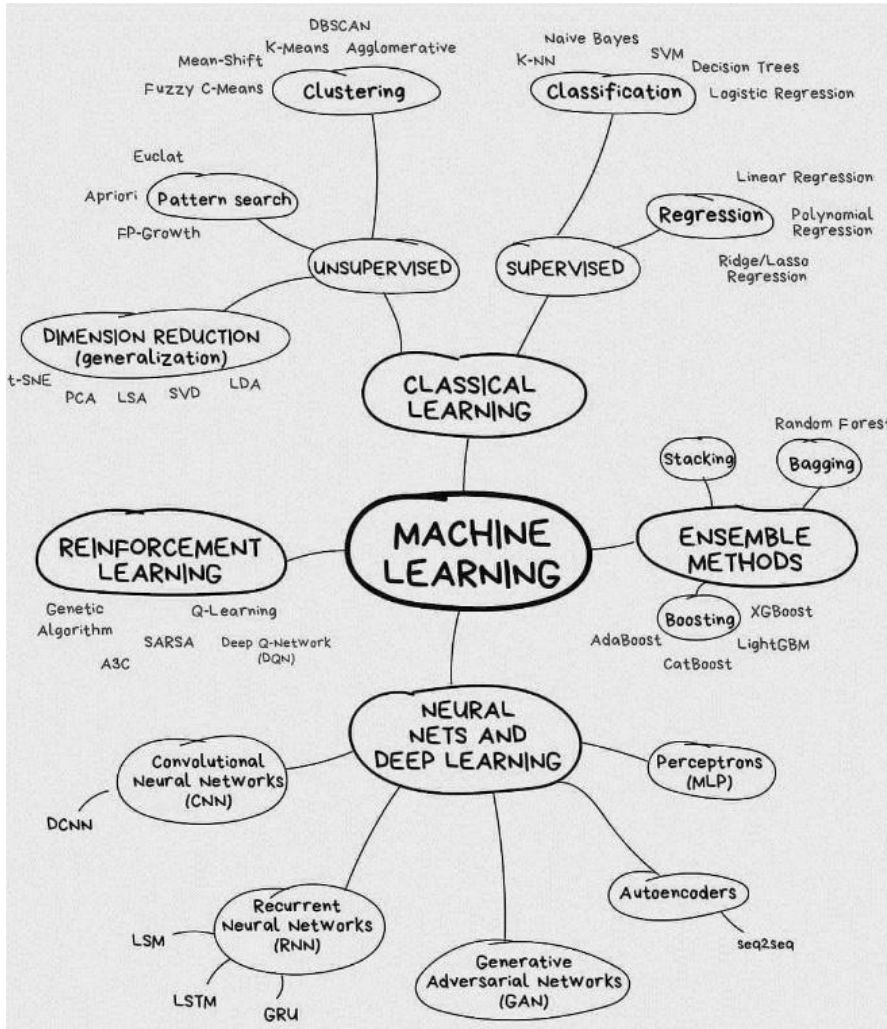 DBSCAN
Mean-Shift
K-Means
Agglomerative
Fuzzy C-Means
Clustering
Naive Bayes
K-NN
SVM
Decision Trees
Classification
Logistic Regression
Euclat
Apriori
Pattern search
FP-Growth
Linear Regression
Regression
Polynomial
Regression
Ridge/Lasso
Regression
UNSUPERVISED
SUPERVISED
DIMENSION REDUCTION
(generalization)
t-SNE
PCA
LSA
SVD
LDA
CLASSICAL
LEARNING
Random Forest
Stacking
Bagging
MACHINE
LEARNING
REINFORCEMENT
LEARNING
Genetic
Algorithm
Q-Learning
SARSA
Deep Q-Network
(DQN)
A3C
ENSEMBLE
METHODS
Boosting
XGBoost
AdaBoost
LightGBM
CatBoost
NEURAL
NETS AND
DEEP LEARNING
Convolutional
Neural Networks
(CNN)
DCNN
Perceptrons
(MLP)
Recurrent
Neural Networks
(RNN)
LSM
LSTM
GRU
Generative
Adversarial Networks
(GAN)
Autoencoders
seq2seq